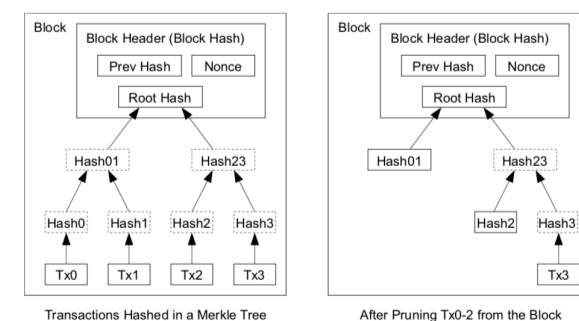 Block
Block Header (Block Hash)
Prev Hash
Nonce
Root Hash
Hash01
Hash23
Hash0
Hash1
Hash2
Hash3
Tx0
Tx1
Tx2
Tx3
Transactions Hashed in a Merkle Tree
Block
Block Header (Block Hash)
Prev Hash
Nonce
Root Hash
Hash01
Hash23
Hash2
Hash3
Tx3
After Pruning Tx0-2 from the Block